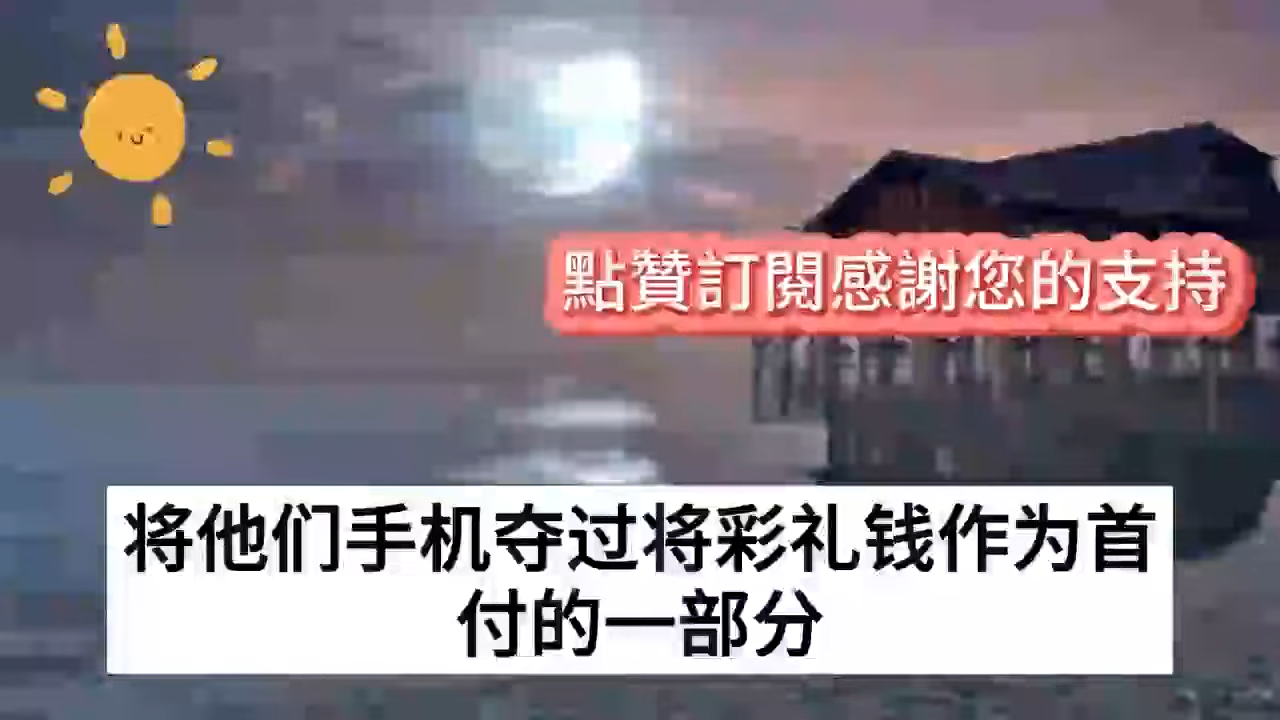 點贊訂閱感謝您的支持
将他们手机夺过将彩礼钱作为首
付的一部分